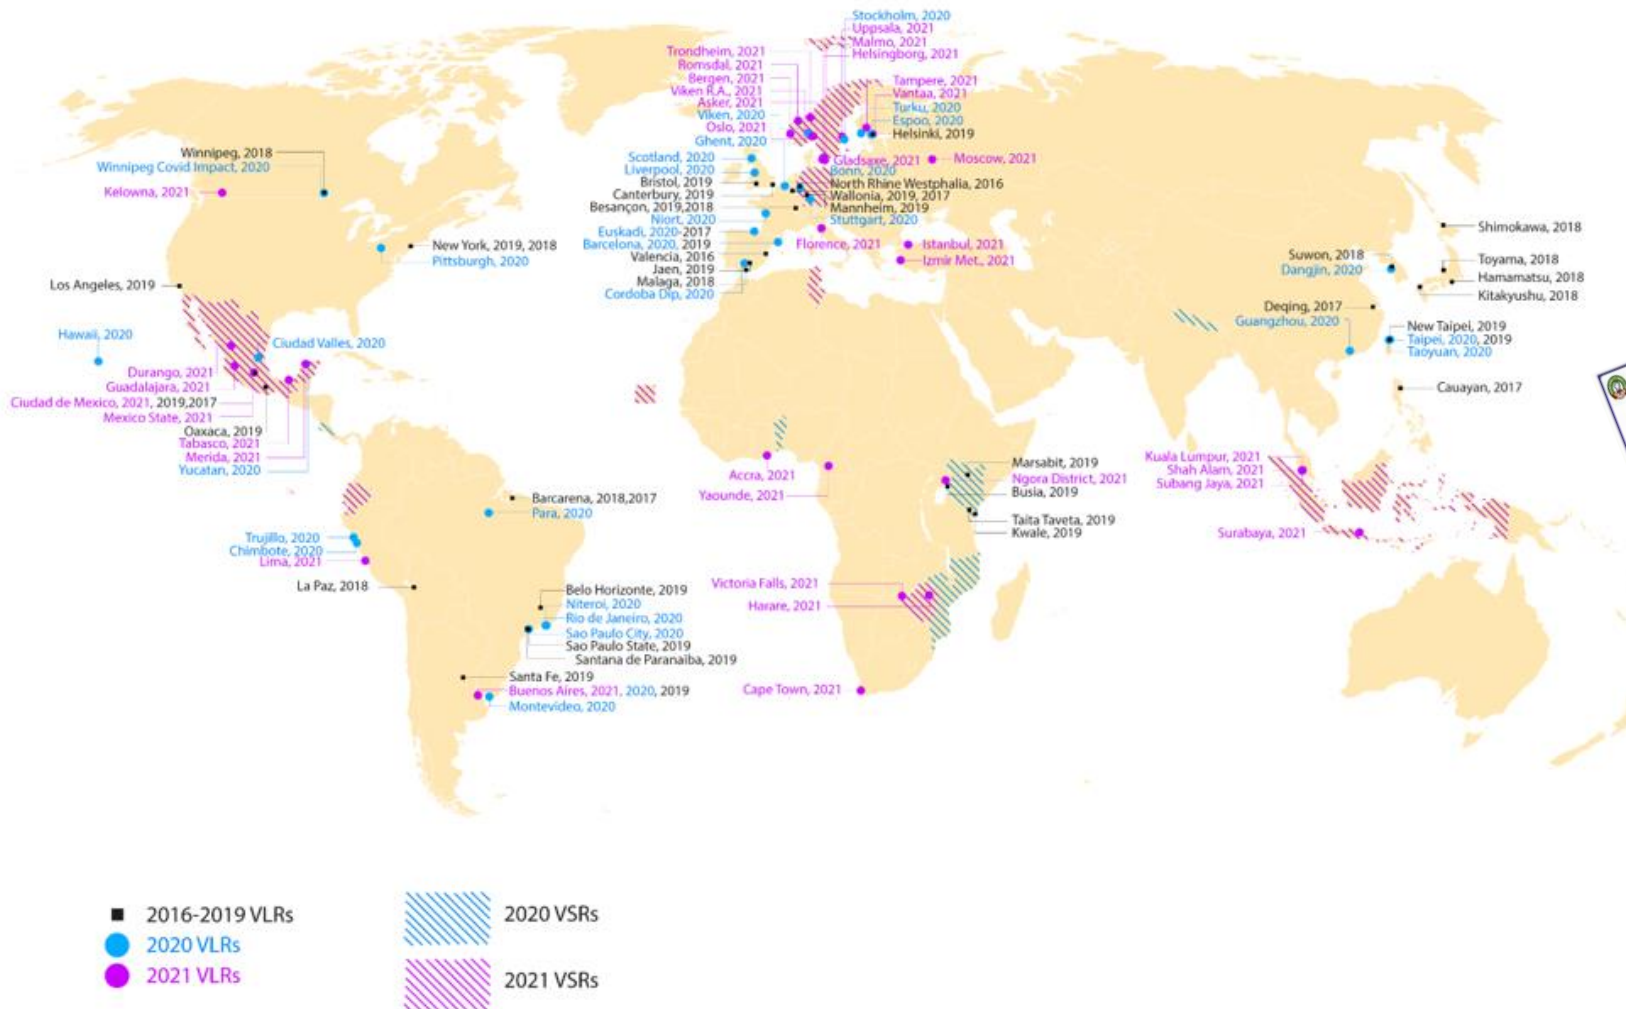 Stockholm, 2020
Uppsala, 2021
Malmo, 2021
Helsingborg, 2021
Trondheim, 2021
Romsdal, 2021
Bergen, 2021
Viken R.A., 2021
Asker, 2021
Viken, 2020
Oslo, 2021
Ghent, 2020
Tampere, 2021
Vantaa, 2021
Turku, 2020
Espoo, 2020
Helsinki, 2019
Winnipeg, 2018
Winnipeg Covid Impact, 2020
Kelowna, 2021
Scotland, 2020
Liverpool, 2020
Bristol, 2019
Canterbury, 2019
Besançon, 2019,2018
Niort, 2020
Euskadi, 2020-2017
Barcelona, 2020, 2019
Valencia, 2016
Jaen, 2019
Malaga, 2018
Cordoba Dip, 2020
Gladsaxe, 2021
Moscow, 2021
Bonn, 2020
North Rhine Westphalia, 2016
Wallonia, 2019, 2017
Mannheim, 2019
Stuttgart, 2020
Florence, 2021
Istanbul, 2021
Izmir Met., 2021
New York, 2019, 2018
Pittsburgh, 2020
Los Angeles, 2019
Hawaii, 2020
Ciudad Valles, 2020
Durango, 2021
Guadalajara, 2021
Ciudad de Mexico, 2021, 2019,2017
Mexico State, 2021
Oaxaca, 2019
Tabasco, 2021
Merida, 2021
Yucatan, 2020
Shimokawa, 2018
Suwon, 2018
Dangjin, 2020
Toyama, 2018
Hamamatsu, 2018
Kitakyushu, 2018
Deqing, 2017
Guangzhou, 2020
New Taipei, 2019
Taipei, 2020, 2019
Taoyuan, 2020
Cauayan, 2017
Barcarena, 2018,2017
Para, 2020
Trujillo, 2020
Chimbote, 2020
Lima, 2021
La Paz, 2018
Belo Horizonte, 2019
Niteroi, 2020
Rio de Janeiro, 2020
Sao Paulo City, 2020
Sao Paulo State, 2019
Santana de Paranaiba, 2019
Santa Fe, 2019
Buenos Aires, 2021, 2020, 2019
Montevideo, 2020
Accra, 2021
Yaounde, 2021
Marsabit, 2019
Ngora District, 2021
Busia, 2019
Taita Taveta, 2019
Kwale, 2019
Victoria Falls, 2021
Harare, 2021
Cape Town, 2021
Kuala Lumpur, 2021
Shah Alam, 2021
Subang Jaya, 2021
Surabaya, 2021
2016-2019 VLRs
2020 VLRs
2021 VLRs
2020 VSRs
2021 VSRs